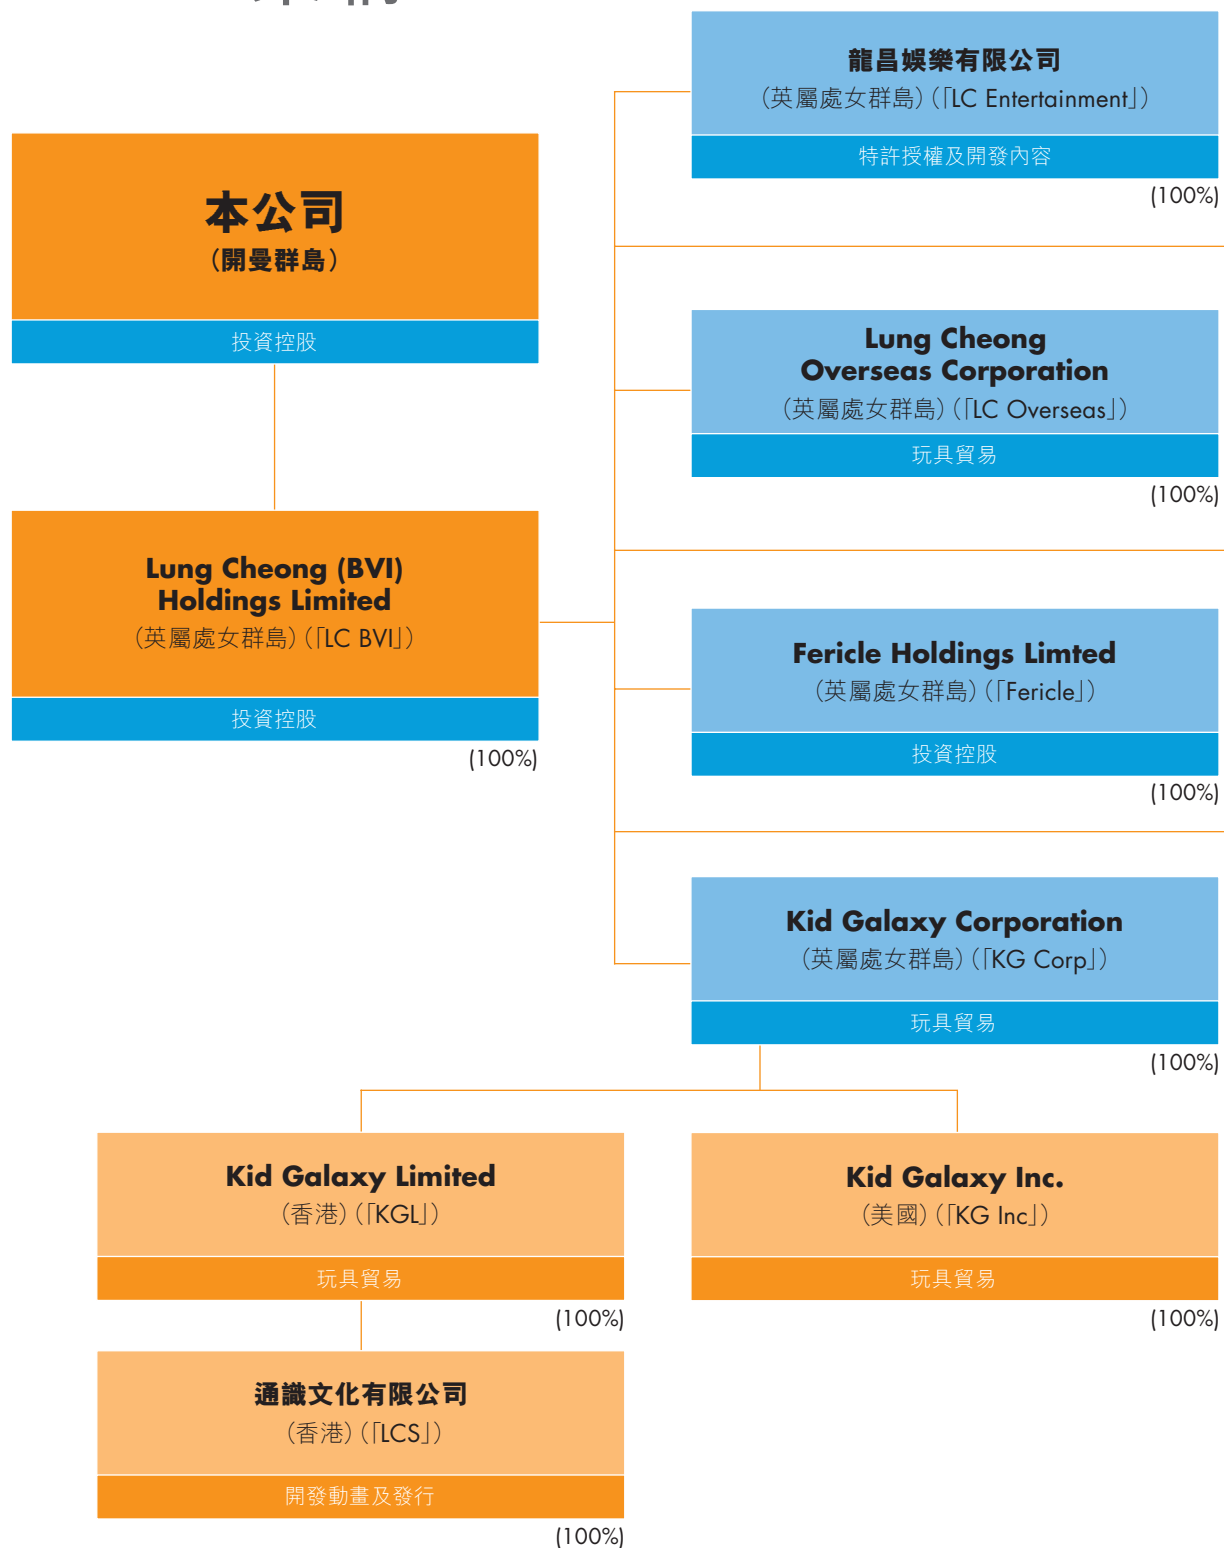 本公司
（開曼群島）
投資控股
Lung Cheong (BVI)
Holdings Limited
（英屬處女群島）（「LC BVI」）
投資控股
(100%)
龍昌娛樂有限公司
（英屬處女群島）（「LC Entertainment」）
特許授權及開發內容
(100%)
Lung Cheong
Overseas Corporation
（英屬處女群島）（「LC Overseas」）
玩具貿易
(100%)
Fericle Holdings Limted
（英屬處女群島）（「Fericle」）
投資控股
(100%)
Kid Galaxy Corporation
（英屬處女群島）（「KG Corp」）
玩具貿易
(100%)
Kid Galaxy Limited
（香港）（「KGL」）
玩具貿易
(100%)
Kid Galaxy Inc.
（美國）（「KG Inc」）
玩具貿易
(100%)
通識文化有限公司
（香港）（「LCS」）
開發動畫及發行
(100%)